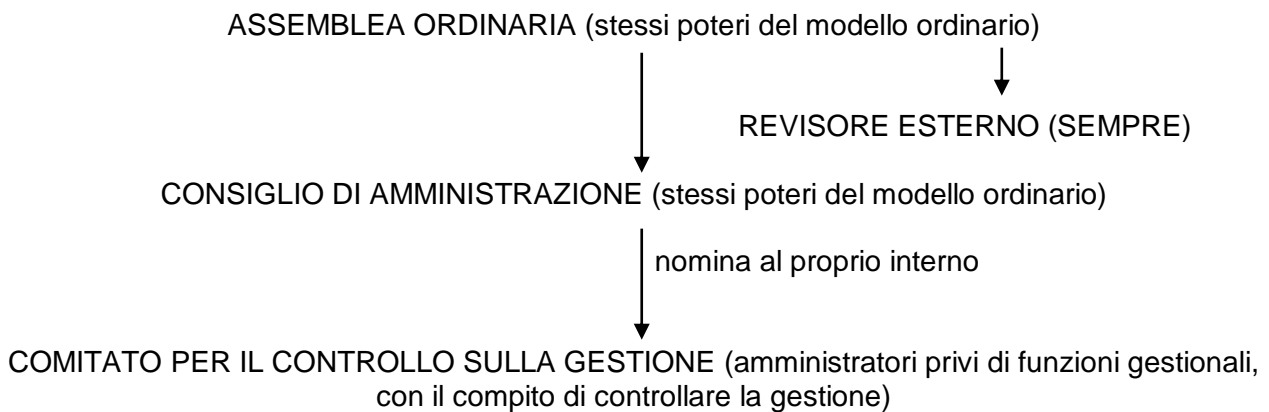 ASSEMBLEA ORDINARIA (stessi poteri del modello ordinario)
REVISORE ESTERNO (SEMPRE)
CONSIGLIO DI AMMINISTRAZIONE (stessi poteri del modello ordinario)
nomina al proprio interno
COMITATO PER IL CONTROLLO SULLA GESTIONE (amministratori privi di funzioni gestionali,
con il compito di controllare la gestione)